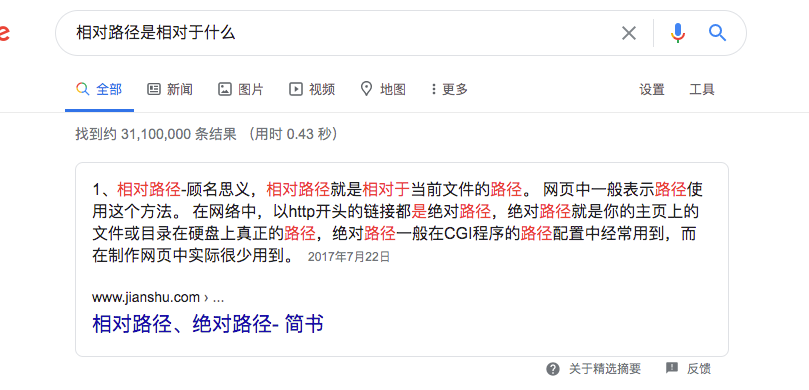 e
相对路径是相对于什么
全部 新闻 图片 视频 地图 更多 设置 工具
找到约 31,100,000 条结果 （用时 0.43 秒）
1、相对路径-顾名思义，相对路径就是相对于当前文件的路径。 网页中一般表示路径使
用这个方法。 在网络中，以http开头的链接都是绝对路径，绝对路径就是你的主页上的
文件或目录在硬盘上真正的路径，绝对路径一般在CGI程序的路径配置中经常用到，而
在制作网页中实际很少用到。 2017年7月22日
www.jianshu.com › ...
相对路径、绝对路径- 简书
关于精选摘要 反馈